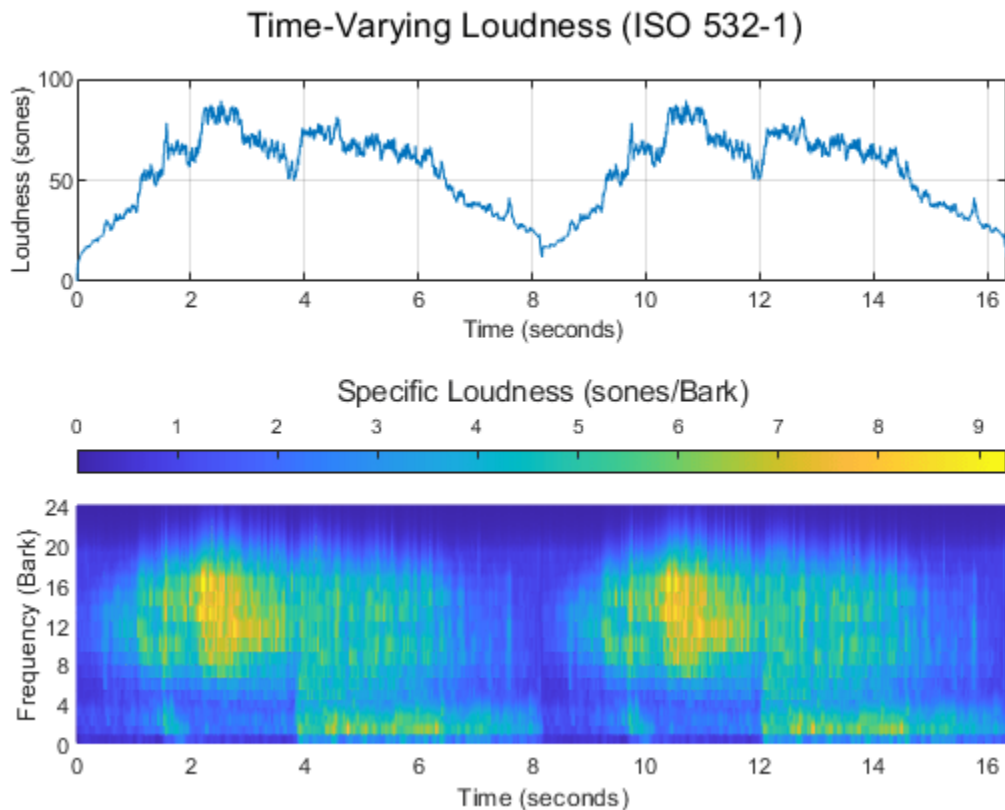 Time-Varying Loudness (ISO 532-1)
100
50
0
Loudness (sones)
0 2 4 6 8 10 12 14 16
Time (seconds)
Specific Loudness (sones/Bark)
0 1 2 3 4 5 6 7 8 9
24
20
16
12
8
4
0
Frequency (Bark)
0 2 4 6 8 10 12 14 16
Time (seconds)